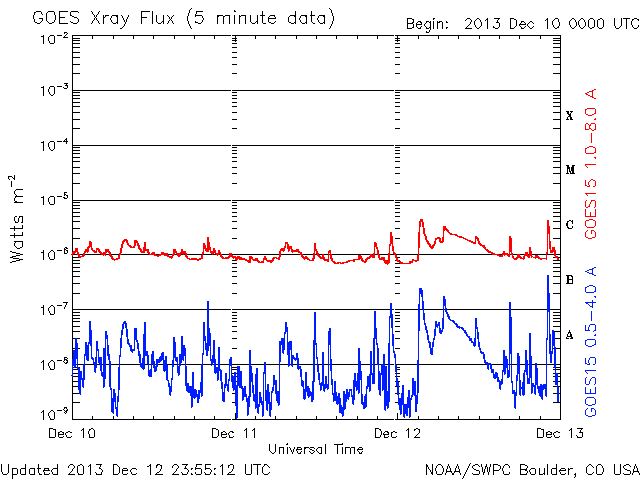 GOES Xray Flux (5 minute data)
Begin: 2013 Dec 10 0000 UTC
10-2
10-3
10-4
10-5
10-6
10-7
10-8
10-9
Watts m-2
X
M
C
B
A
GOES15 1.0-8.0 A
GOES15 0.5-4.0 A
Dec 10
Dec 11
Dec 12
Dec 13
Universal Time
Updated 2013 Dec 12 23:55:12 UTC
NOAA/SWPC Boulder, CO USA